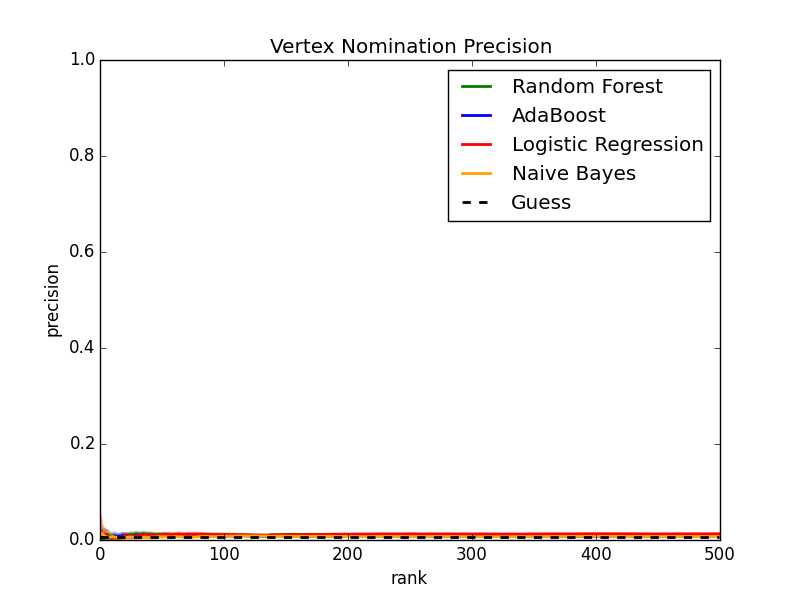 Vertex Nomination Precision
1.0
0.8
0.6
0.4
0.2
0.0
precision
Random Forest
AdaBoost
Logistic Regression
Naive Bayes
Guess
0 100 200 300 400 500
rank